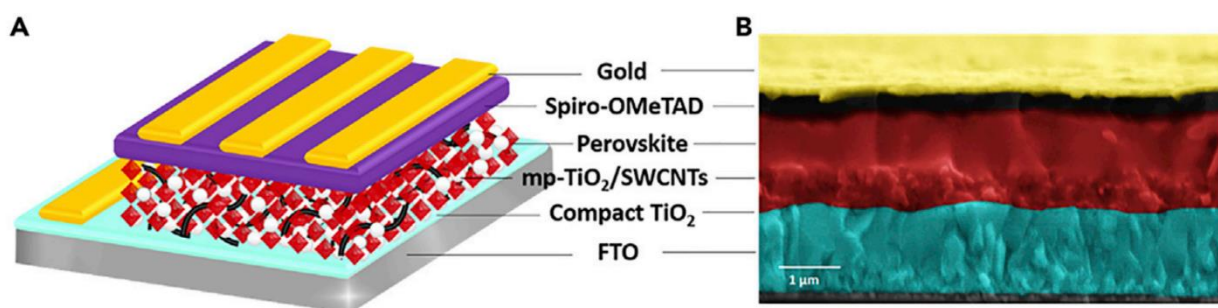 A
B
Gold
Spiro-OMeTAD
Perovskite
mp-TiO₂/SWCNTs
Compact TiO₂
FTO
1 μm